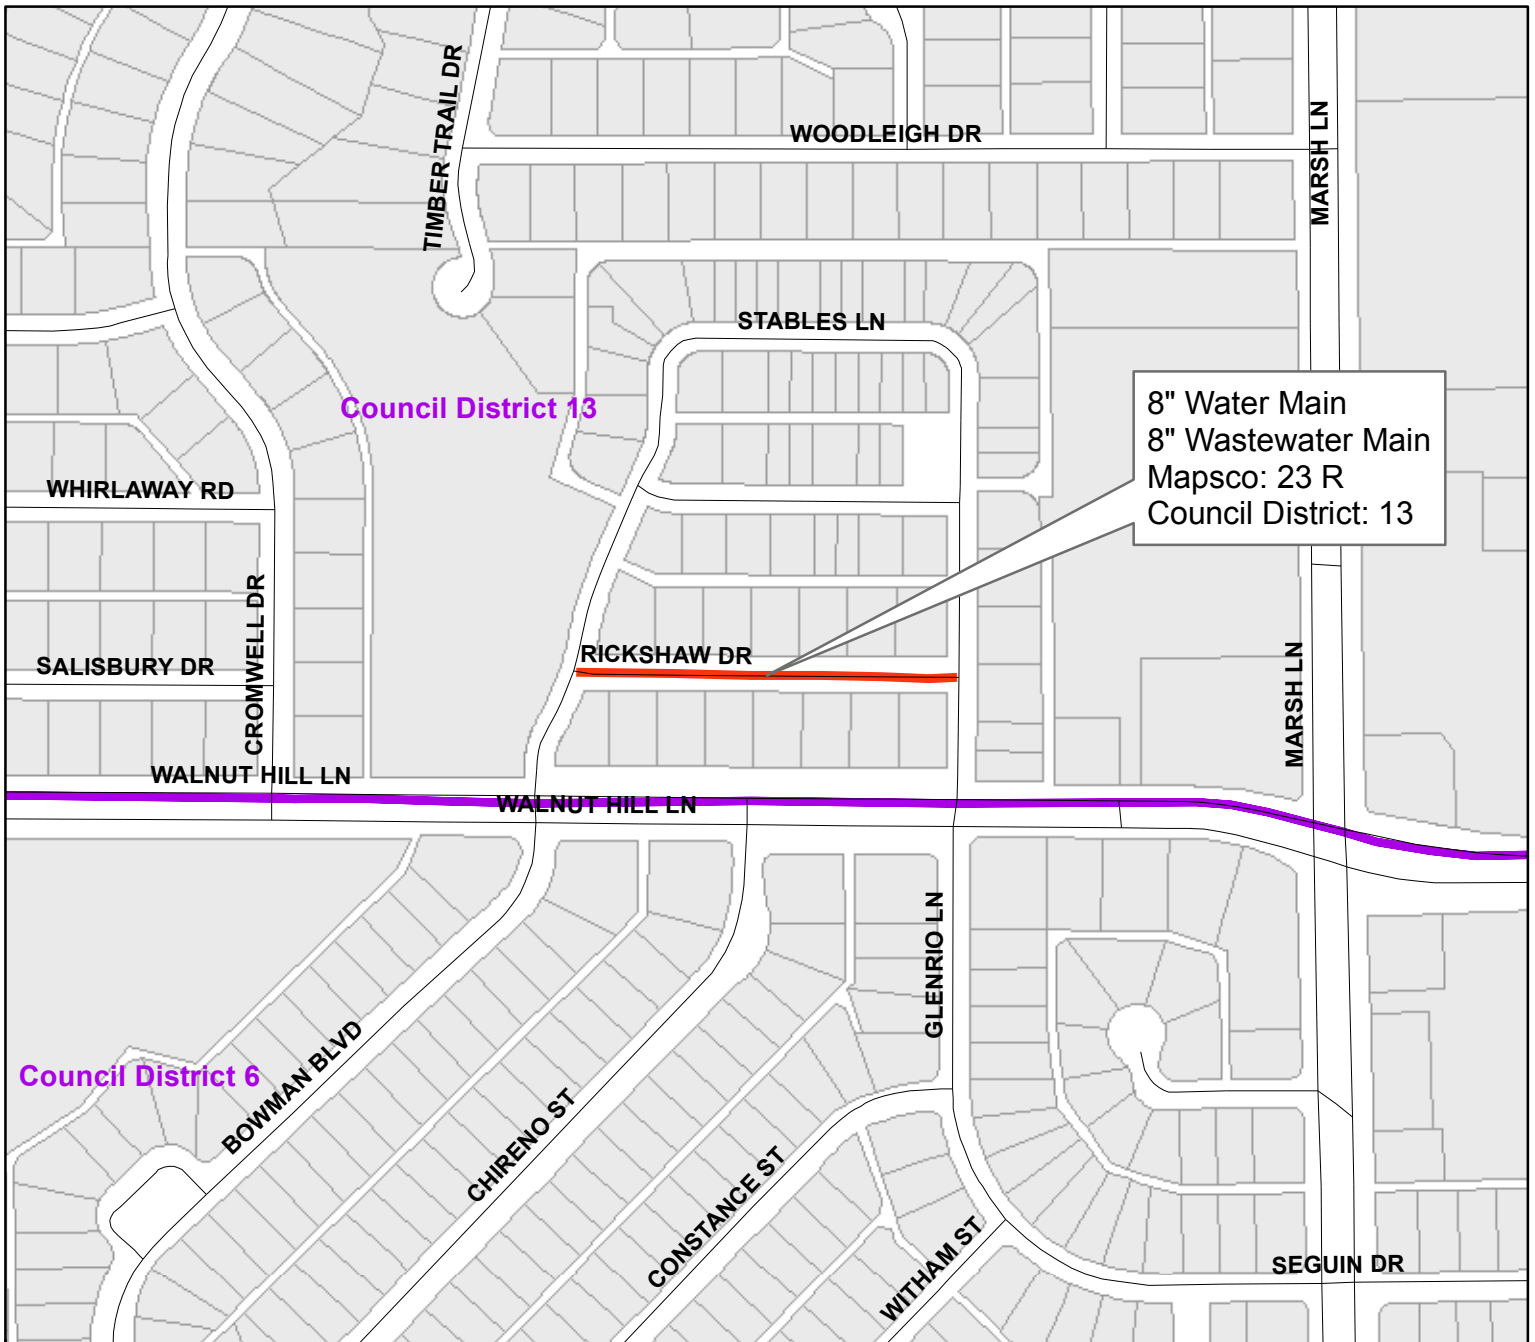 TIMBER TRAIL DR
WOODLEIGH DR
MARSH LN
STABLES LN
Council District 13
8" Water Main
8" Wastewater Main
Mapsco: 23 R
Council District: 13
WHIRLAWAY RD
CROMWELL DR
RICKSHAW DR
SALISBURY DR
MARSH LN
WALNUT HILL LN
WALNUT HILL LN
GLENRIO LN
Council District 6
BOWMAN BLVD
CHIRENO ST
CONSTANCE ST
WITHAM ST
SEGUIN DR